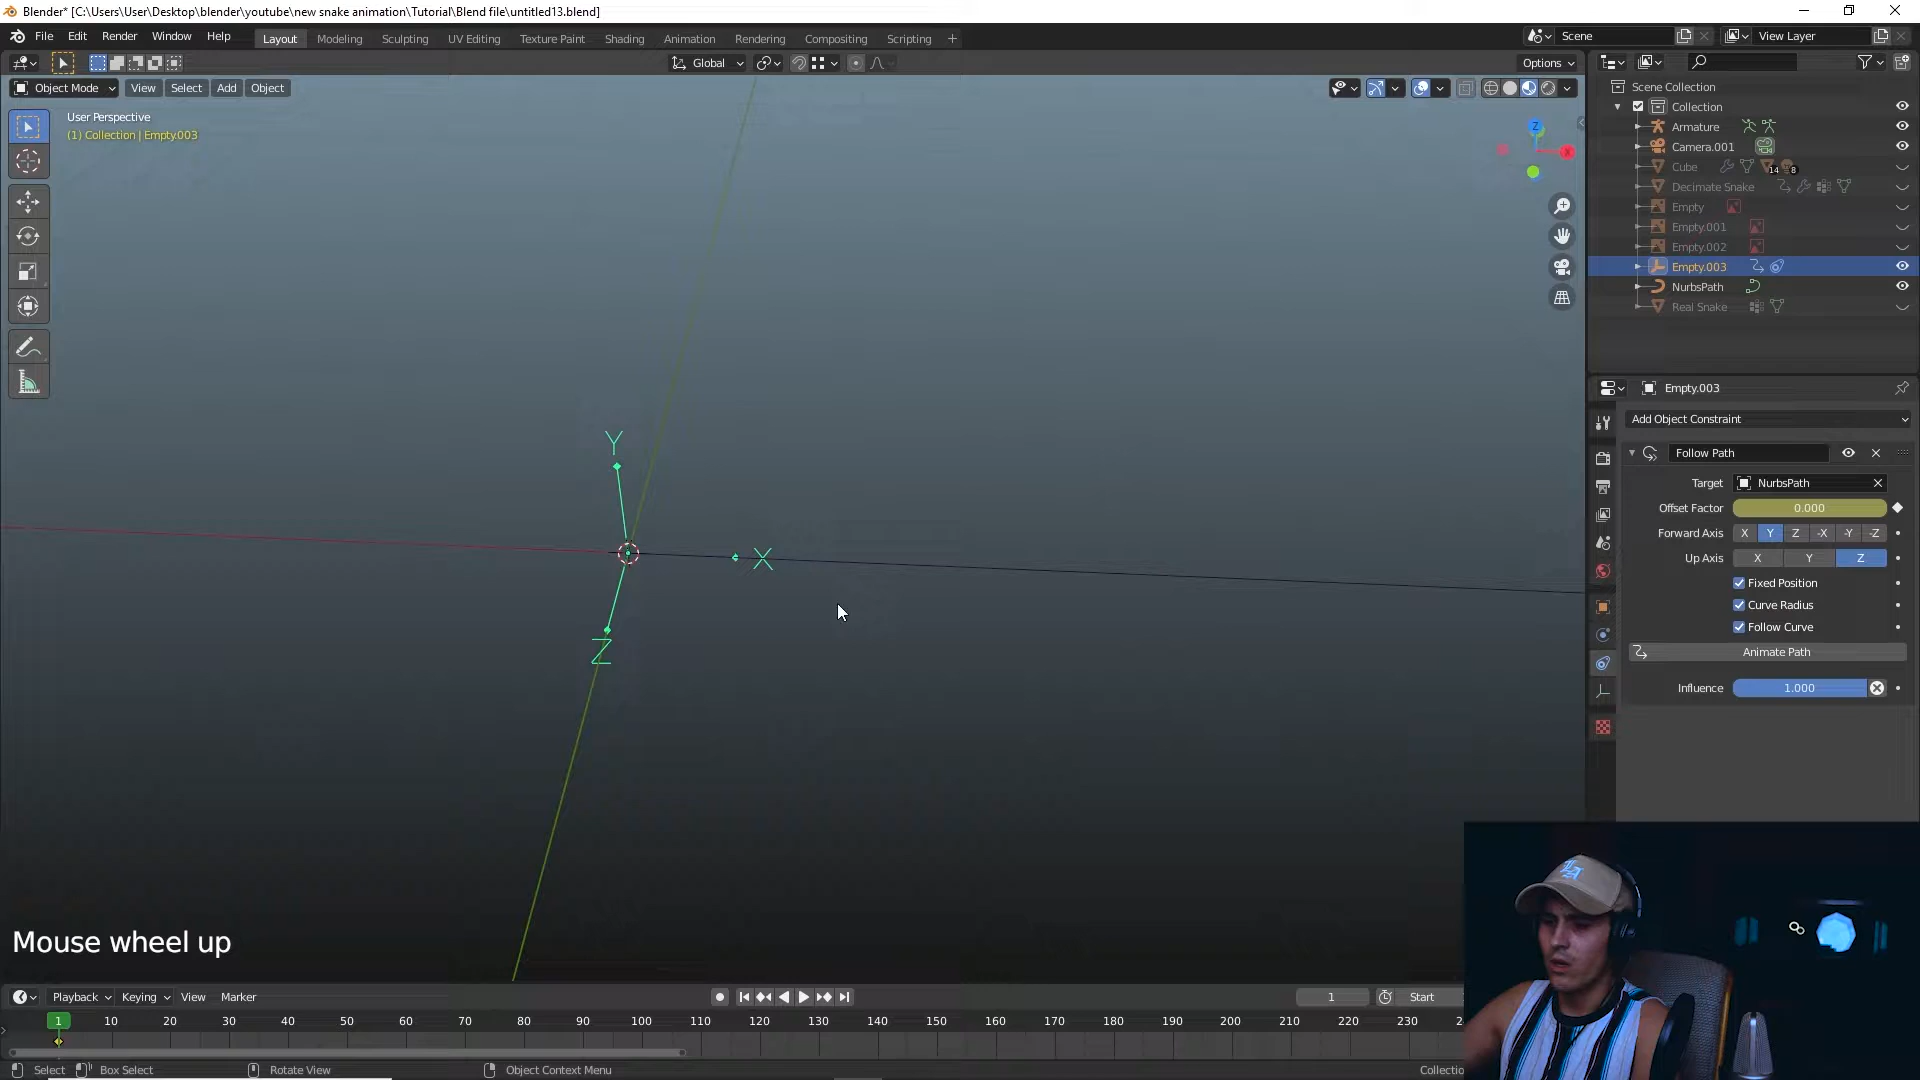 Blender* [C:\Users\User\Desktop\blender\youtube\new snake animation\Tutorial\Blend file\untitled13.blend]
File Edit Render Window Help Layout Modeling Sculpting UV Editing Texture Paint Shading Animation Rendering Compositing Scripting + Scene View Layer
Global Options
Object Mode View Select Add Object
User Perspective
(1) Collection | Empty.003
Z
X
Y
X
Z
Scene Collection
Collection
Armature
Camera.001
Cube 14 8
Decimate Snake
Empty
Empty.001
Empty.002
Empty.003
NurbsPath
Real Snake
Empty.003
Add Object Constraint
Follow Path
Target NurbsPath
Offset Factor 0.000
Forward Axis X Y Z -X -Y -Z
Up Axis X Y Z
Fixed Position
Curve Radius
Follow Curve
Animate Path
Influence 1.000
LA
Mouse wheel up
Playback Keying View Marker 1 Start
1 10 20 30 40 50 60 70 80 90 100 110 120 130 140 150 160 170 180 190 200 210 220 230
Select Box Select Rotate View Object Context Menu Collectio